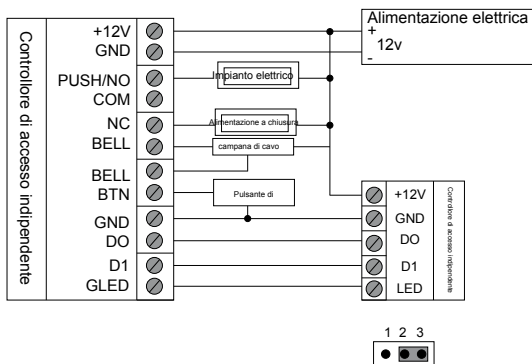 Controllore di accesso indipendente
+12V
GND
PUSH/NO
COM
NC
BELL
BELL
BTN
GND
DO
D1
GLED
Impianto elettrico
Alimentazione a chiusura
campana di cavo
Pulsante di
Alimentazione elettrica
+
12v
-
+12V
GND
DO
D1
LED
Controllore di accesso indipendente
1 2 3